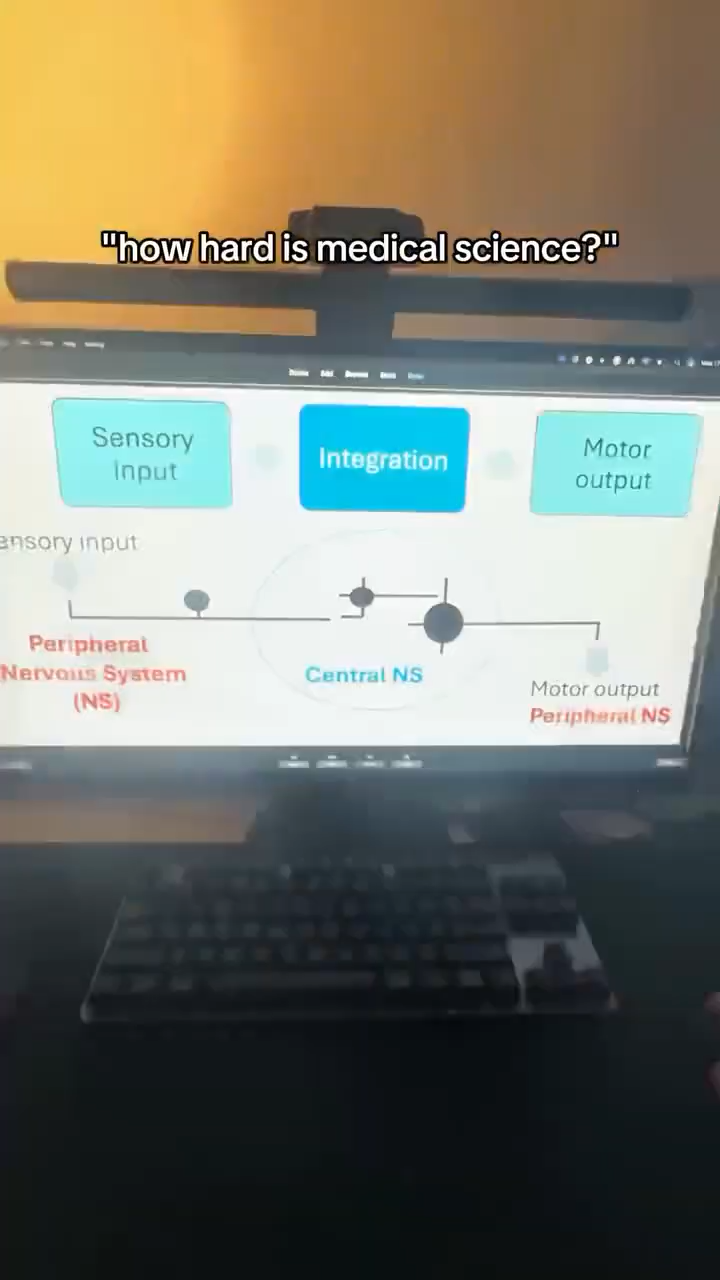 "how hard is medical science?"
Sensory
input
Integration
Motor
output
ensory input
Peripheral
Nervous System
(NS)
Central NS
Motor output
Peripheral NS